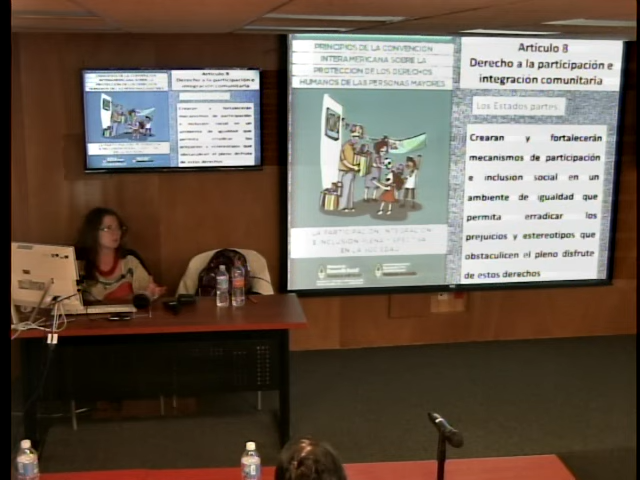 PRINCIPIOS DE LA CONVENCIÓN
INTERAMERICANA SOBRE LA
PROTECCIÓN DE LOS DERECHOS
HUMANOS DE LAS PERSONAS MAYORES
LA PARTICIPACIÓN, INTEGRACIÓN
E INCLUSIÓN PLENA Y EFECTIVA
EN LA SOCIEDAD
Artículo 8
Derecho a la participación e
integración comunitaria
Los Estados partes:
Crearan y fortalecerán
mecanismos de participación
e inclusión social en un
ambiente de igualdad que
permita erradicar los
prejuicios y estereotipos que
obstaculicen el pleno disfrute
de estos derechos